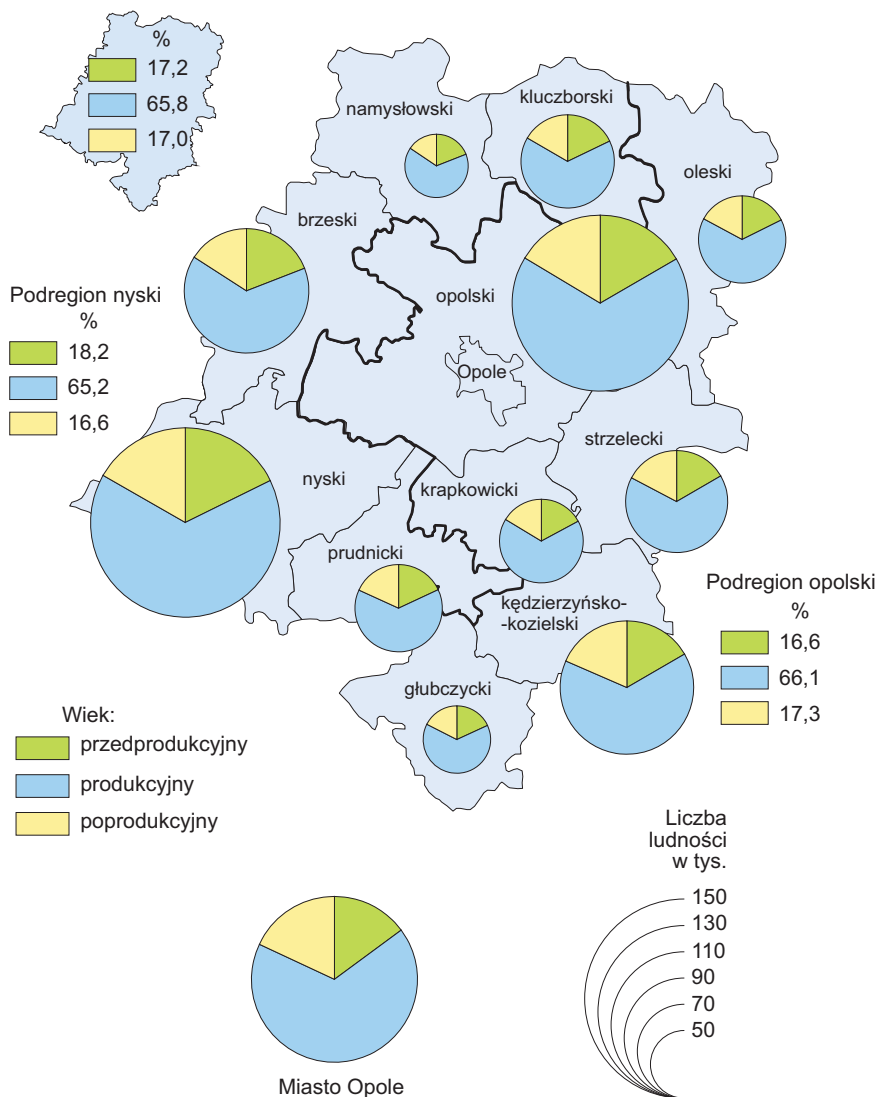 %
17,2
65,8
17,0
namysłowski
kluczborski
oleski
brzeski
opolski
Podregion nyski
%
18,2
65,2
16,6
Opole
strzelecki
nyski
krapkowicki
prudnicki
kędzierzyńsko-
-kozielski
Podregion opolski
%
16,6
66,1
17,3
głubczycki
Wiek:
przedprodukcyjny
produkcyjny
poprodukcyjny
Liczba
ludności
w tys.
150
130
110
90
70
50
Miasto Opole